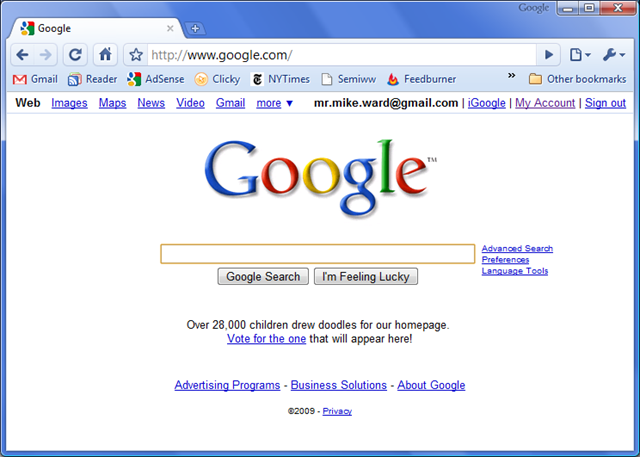 Google
Google
http://www.google.com/
Gmail Reader AdSense Clicky NYTimes Semiww Feedburner » Other bookmarks
Web Images Maps News Video Gmail more ▼ mr.mike.ward@gmail.com | iGoogle | My Account | Sign out
Google™
Advanced Search
Preferences
Language Tools
Google Search I'm Feeling Lucky
Over 28,000 children drew doodles for our homepage.
Vote for the one that will appear here!
Advertising Programs - Business Solutions - About Google
©2009 - Privacy